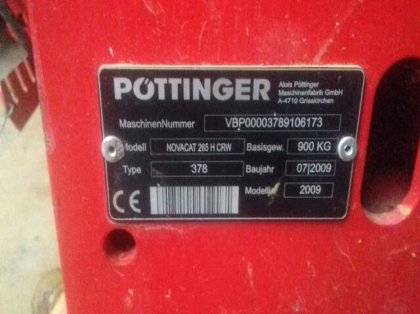 PÖTTINGER
Alois Pöttinger
Maschinenfabrik GmbH
A-4710 Grieskirchen
MaschinenNummer VBP00003789106173
Modell NOVACAT 265 H CRW Basisgew. 900 KG
Type 378 Baujahr 07|2009
CE Modellj. 2009